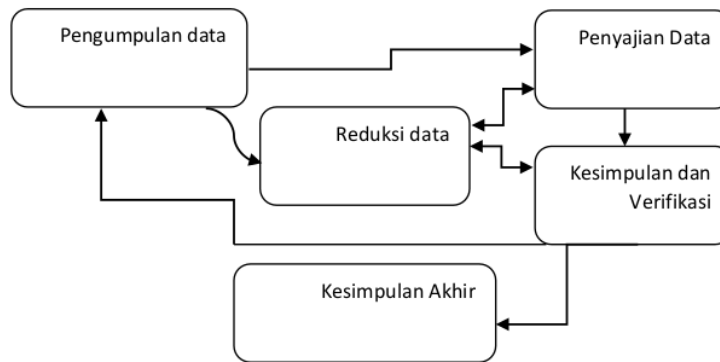 Pengumpulan data
Penyajian Data
Reduksi data
Kesimpulan dan
Verifikasi
Kesimpulan Akhir